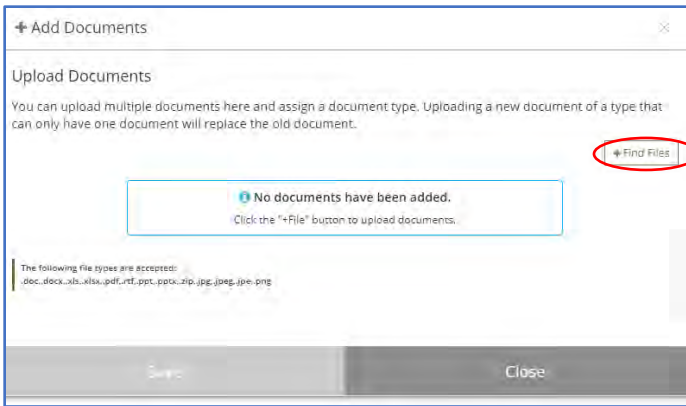 + Add Documents ×
Upload Documents
You can upload multiple documents here and assign a document type. Uploading a new document of a type that
can only have one document will replace the old document.
+Find Files
No documents have been added.
Click the "+File" button to upload documents.
The following file types are accepted:
.doc,.docx,.xls,.xlsx,.pdf,.rtf,.ppt,.pptx,.zip,.jpg,.jpeg,.jpe,.png
Save Close